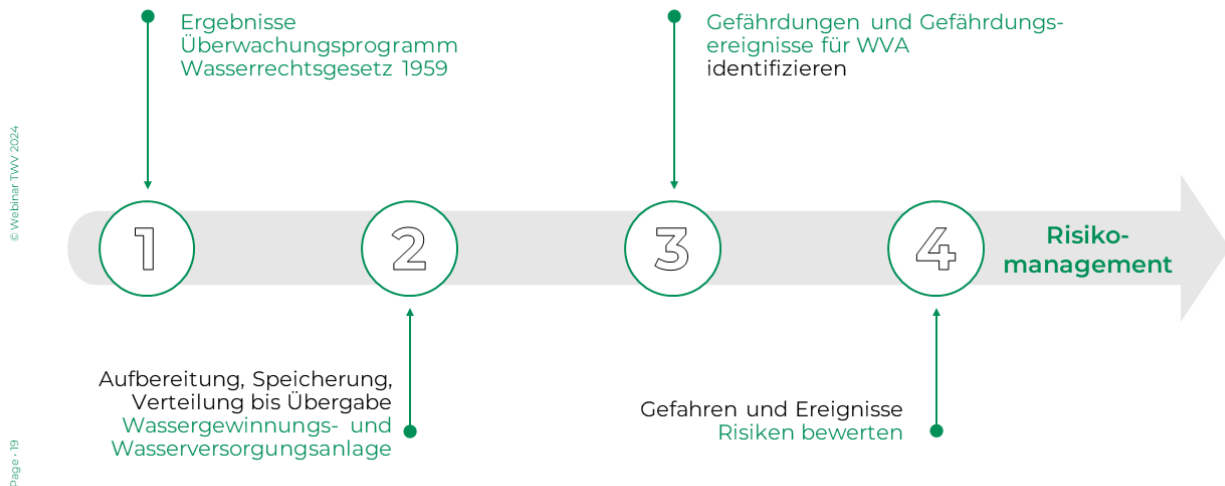 Ergebnisse
Überwachungsprogramm
Wasserrechtsgesetz 1959
Gefährdungen und Gefährdungs-
ereignisse für WVA
identifizieren
© Webinar TWV 2024
1
2
3
4
Risiko-
management
Aufbereitung, Speicherung,
Verteilung bis Übergabe
Wassergewinnungs- und
Wasserversorgungsanlage
Gefahren und Ereignisse
Risiken bewerten
Page · 19